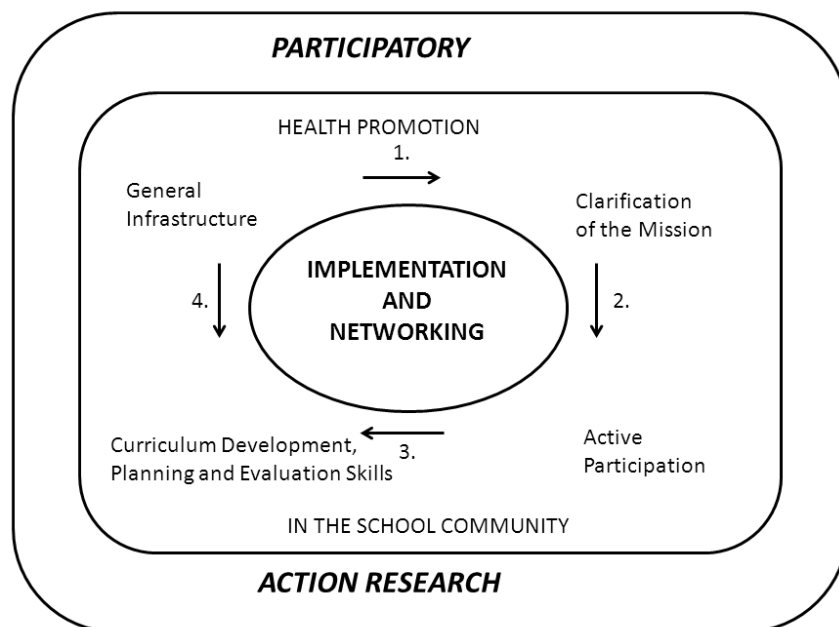 PARTICIPATORY
HEALTH PROMOTION
1.
General
Infrastructure
Clarification
of the Mission
IMPLEMENTATION
AND
NETWORKING
4.
2.
Curriculum Development,
Planning and Evaluation Skills
3.
Active
Participation
IN THE SCHOOL COMMUNITY
ACTION RESEARCH